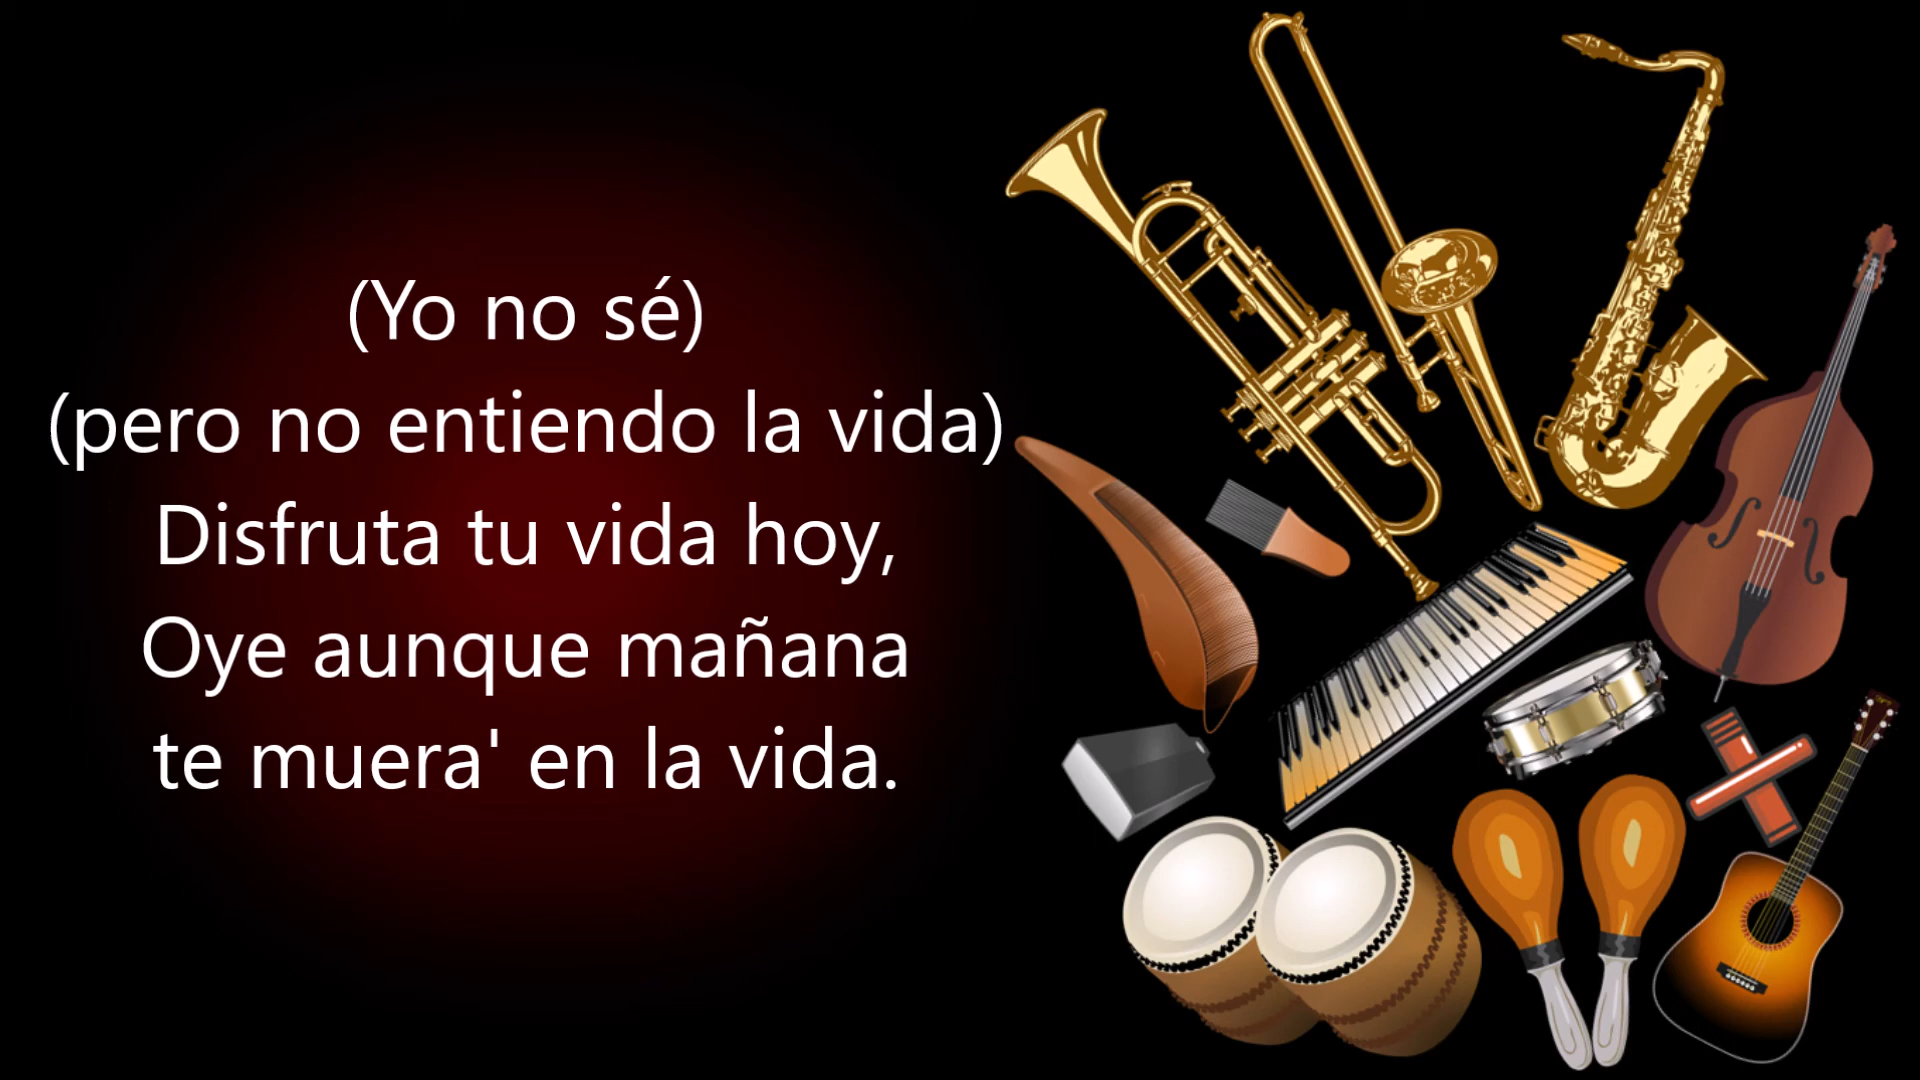 (Yo no sé)
(pero no entiendo la vida)
Disfruta tu vida hoy,
Oye aunque mañana
te muera' en la vida.